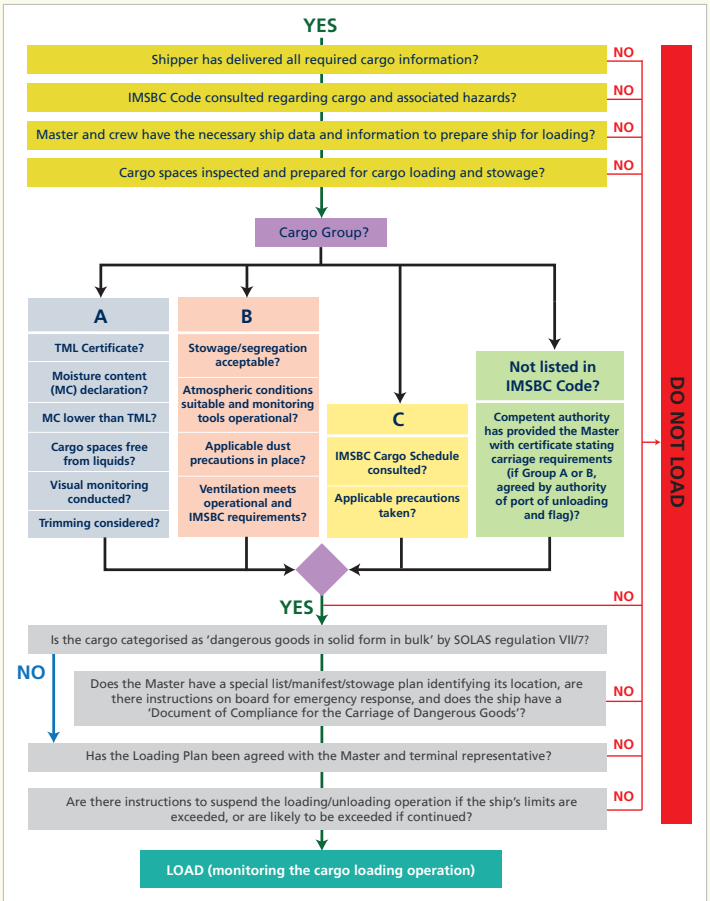 YES
Shipper has delivered all required cargo information?
NO
IMSBC Code consulted regarding cargo and associated hazards?
NO
Master and crew have the necessary ship data and information to prepare ship for loading?
NO
Cargo spaces inspected and prepared for cargo loading and stowage?
NO
Cargo Group?
A
TML Certificate?
Moisture content
(MC) declaration?
MC lower than TML?
Cargo spaces free
from liquids?
Visual monitoring
conducted?
Trimming considered?
B
Stowage/segregation
acceptable?
Atmospheric conditions
suitable and monitoring
tools operational?
Applicable dust
precautions in place?
Ventilation meets
operational and
IMSBC requirements?
C
IMSBC Cargo Schedule
consulted?
Applicable precautions
taken?
Not listed in
IMSBC Code?
Competent authority
has provided the Master
with certificate stating
carriage requirements
(if Group A or B,
agreed by authority
of port of unloading
and flag)?
DO NOT LOAD
YES
NO
Is the cargo categorised as ‘dangerous goods in solid form in bulk’ by SOLAS regulation VII/7?
NO
Does the Master have a special list/manifest/stowage plan identifying its location, are
there instructions on board for emergency response, and does the ship have a
‘Document of Compliance for the Carriage of Dangerous Goods’?
NO
Has the Loading Plan been agreed with the Master and terminal representative?
NO
Are there instructions to suspend the loading/unloading operation if the ship’s limits are
exceeded, or are likely to be exceeded if continued?
NO
LOAD (monitoring the cargo loading operation)